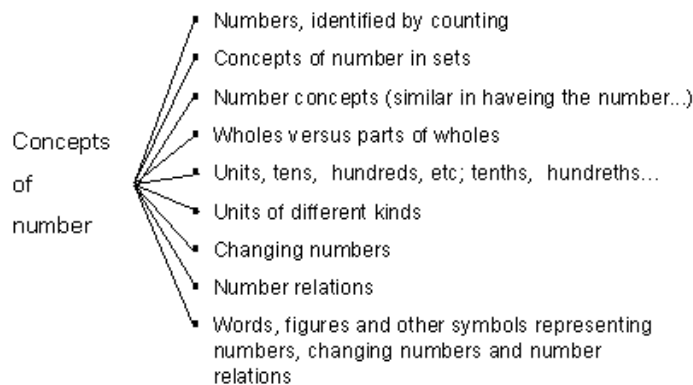 Concepts
of
number
Numbers, identified by counting
Concepts of number in sets
Number concepts (similar in haveing the number...)
Wholes versus parts of wholes
Units, tens, hundreds, etc; tenths, hundreths...
Units of different kinds
Changing numbers
Number relations
Words, figures and other symbols representing
numbers, changing numbers and number
relations